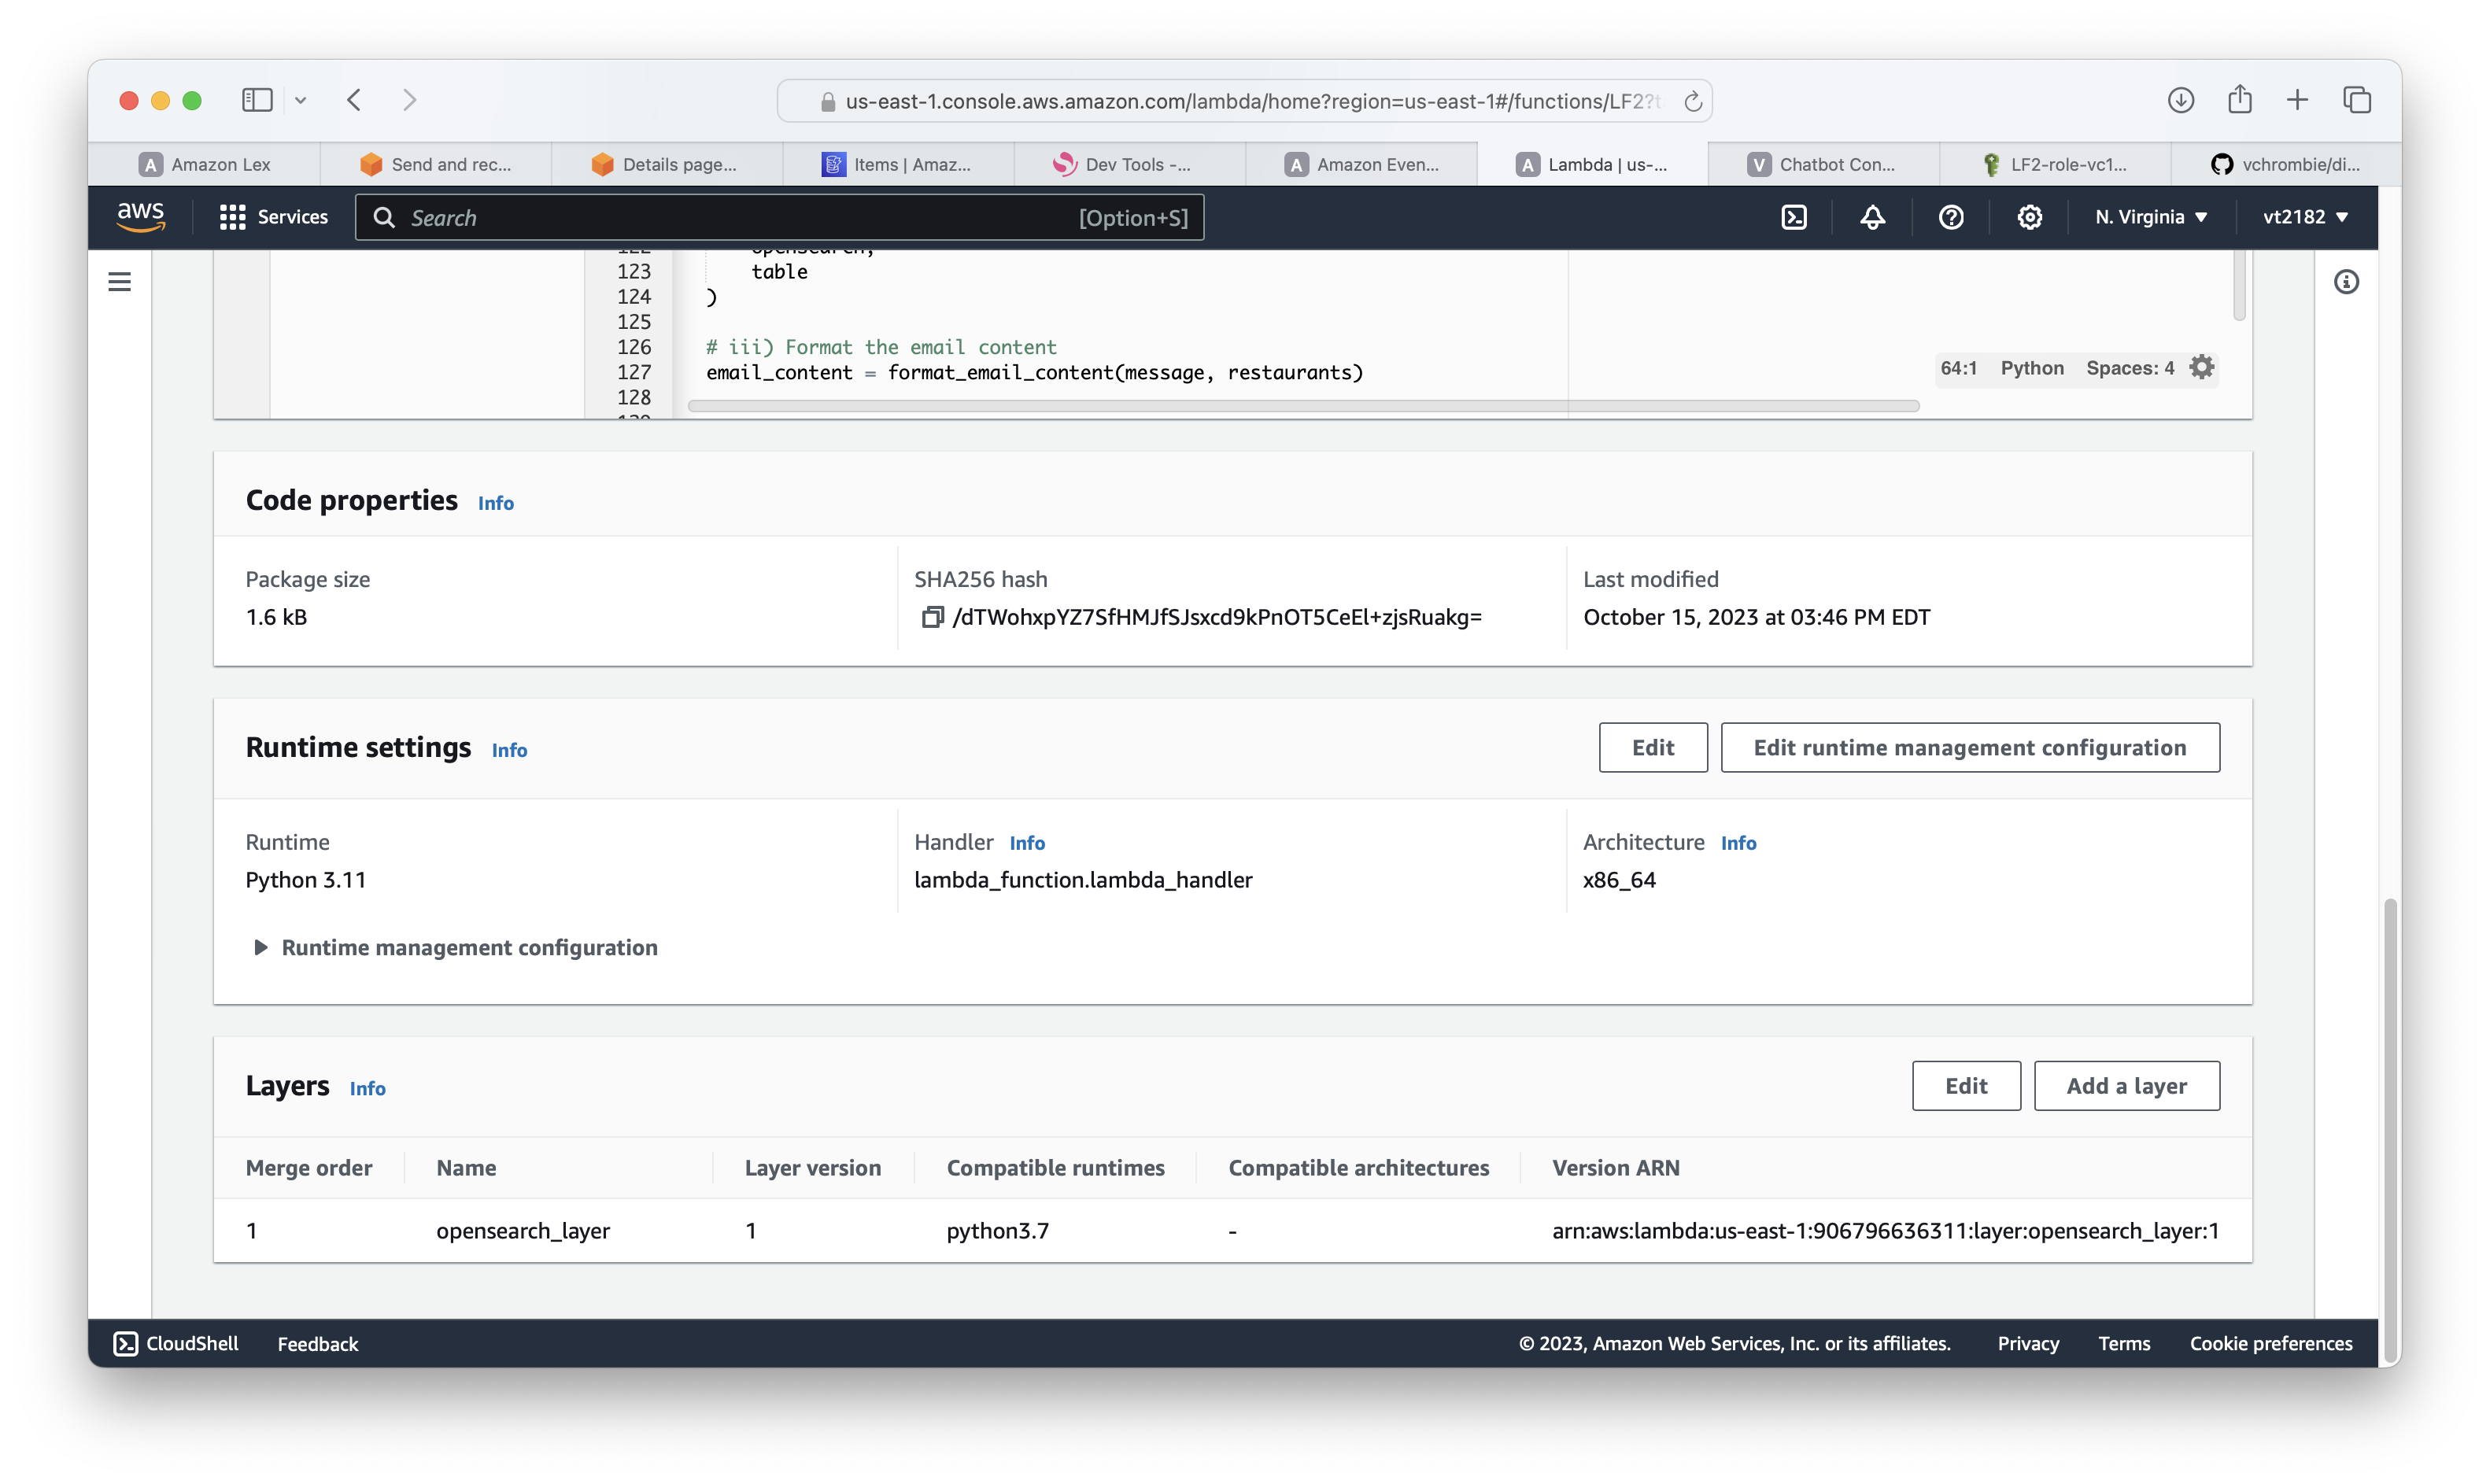 us-east-1.console.aws.amazon.com/lambda/home?region=us-east-1#/functions/LF2?t
A Amazon Lex
Send and rec...
Details page...
Items | Amaz...
Dev Tools -...
A Amazon Even...
A Lambda | us-...
V Chatbot Con...
LF2-role-vc1...
vchrombie/di...
aws
Services
Search
[Option+S]
N. Virginia
vt2182
122 opensearch,
123 table
124 )
125
126 # iii) Format the email content
127 email_content = format_email_content(message, restaurants)
128
64:1 Python Spaces: 4
Code properties Info
Package size
1.6 kB
SHA256 hash
/dTWohxpYZ7SfHMJfSJsxcd9kPnOT5CeEl+zjsRuakg=
Last modified
October 15, 2023 at 03:46 PM EDT
Runtime settings Info
Edit
Edit runtime management configuration
Runtime
Python 3.11
Handler Info
lambda_function.lambda_handler
Architecture Info
x86_64
Runtime management configuration
Layers Info
Edit
Add a layer
Merge order Name Layer version Compatible runtimes Compatible architectures Version ARN
1 opensearch_layer 1 python3.7 - arn:aws:lambda:us-east-1:906796636311:layer:opensearch_layer:1
CloudShell Feedback
© 2023, Amazon Web Services, Inc. or its affiliates. Privacy Terms Cookie preferences